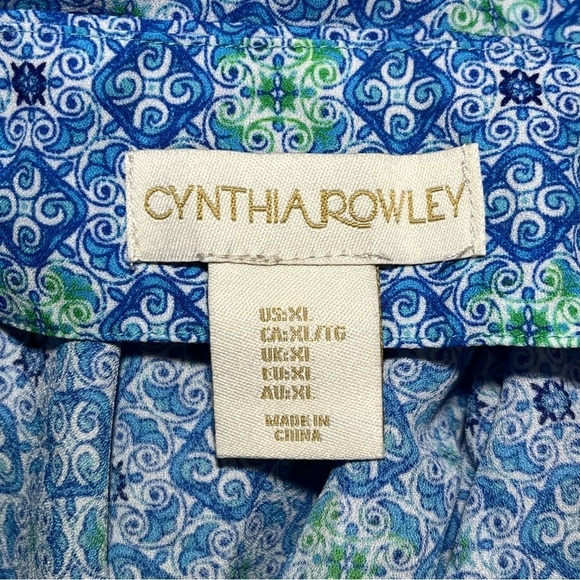 CYNTHIA ROWLEY
US:XL
CA:XL/TG
UK:XL
EU:XL
AU:XL
MADE IN
CHINA